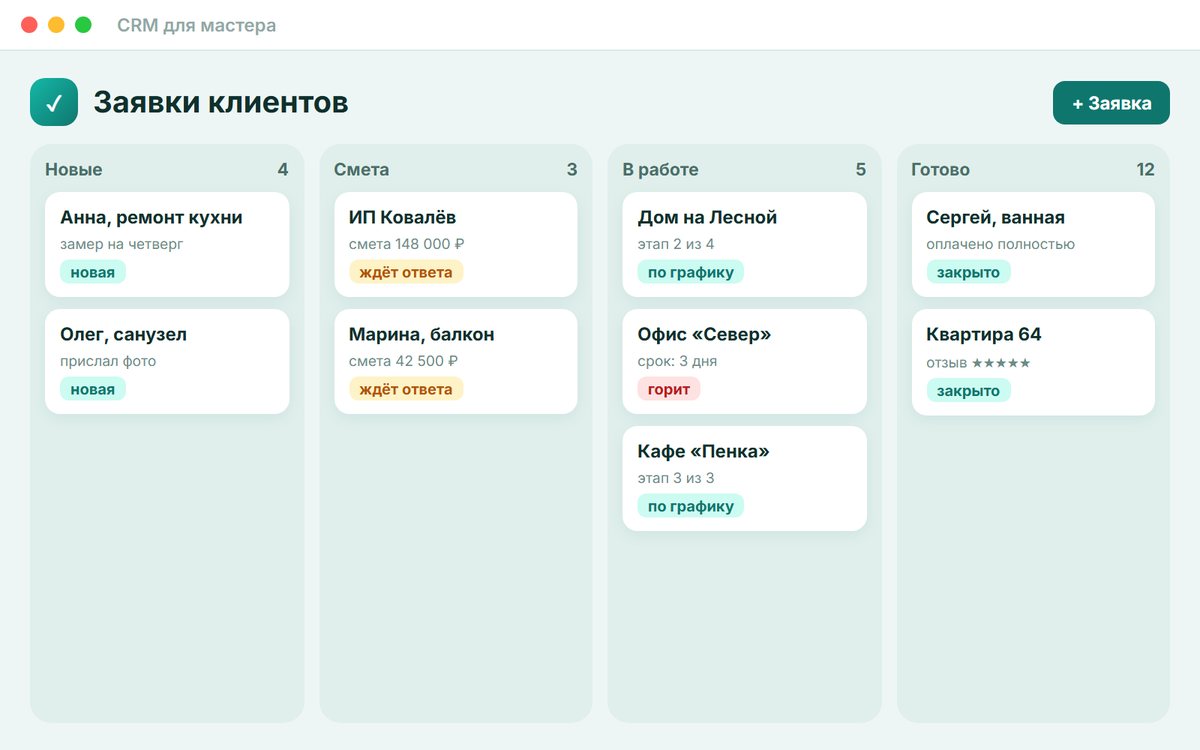 CRM для мастера
✓ Заявки клиентов
+ Заявка
Новые 4
Анна, ремонт кухни
замер на четверг
новая
Олег, санузел
прислал фото
новая
Смета 3
ИП Ковалёв
смета 148 000 ₽
ждёт ответа
Марина, балкон
смета 42 500 ₽
ждёт ответа
В работе 5
Дом на Лесной
этап 2 из 4
по графику
Офис «Север»
срок: 3 дня
горит
Кафе «Пенка»
этап 3 из 3
по графику
Готово 12
Сергей, ванная
оплачено полностью
закрыто
Квартира 64
отзыв ★★★★★
закрыто